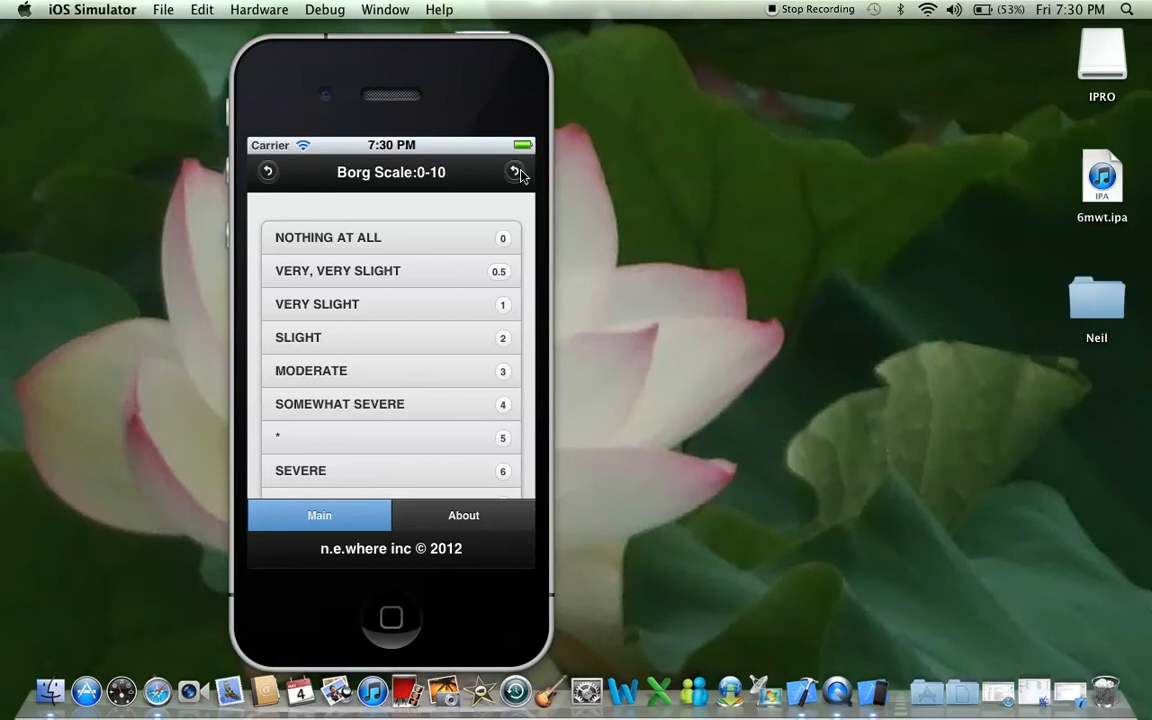 iOS Simulator File Edit Hardware Debug Window Help Stop Recording (53%) Fri 7:30 PM
IPRO
IPA
6mwt.ipa
Neil
Carrier 7:30 PM
Borg Scale:0-10
NOTHING AT ALL 0
VERY, VERY SLIGHT 0.5
VERY SLIGHT 1
SLIGHT 2
MODERATE 3
SOMEWHAT SEVERE 4
* 5
SEVERE 6
Main About
n.e.where inc © 2012
4